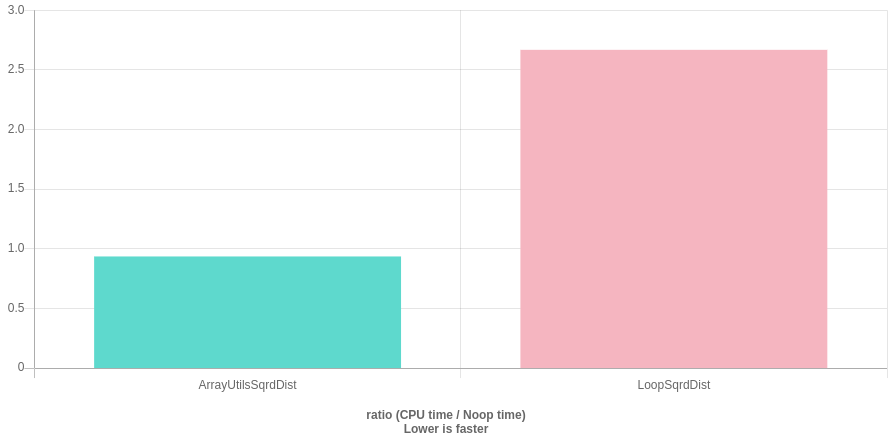 3.0
2.5
2.0
1.5
1.0
0.5
0
ArrayUtilsSqrdDist LoopSqrdDist
ratio (CPU time / Noop time)
Lower is faster